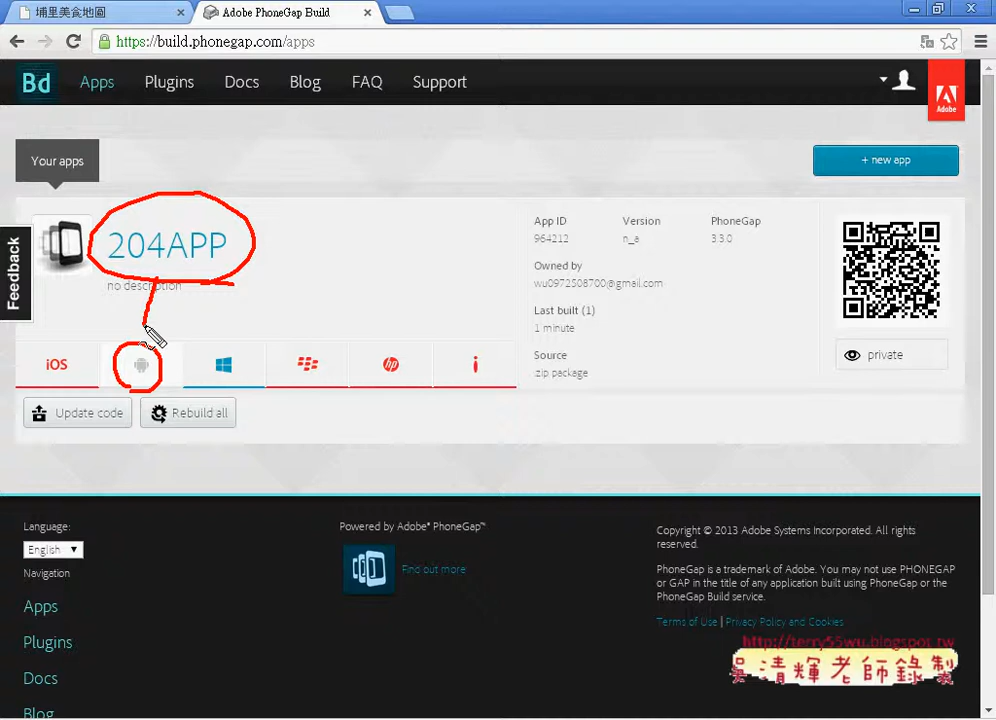 埔里美食地圖
Adobe PhoneGap Build
https://build.phonegap.com/apps
Bd
Apps
Plugins
Docs
Blog
FAQ
Support
Adobe
Your apps
+ new app
Feedback
204APP
no description
App ID
964212
Version
n_a
PhoneGap
3.3.0
Owned by
wu0972508700@gmail.com
Last built (1)
1 minute
Source
.zip package
private
iOS
hp
i
Update code
Rebuild all
Language:
English
Navigation
Apps
Plugins
Docs
Blog
Powered by Adobe® PhoneGap™
Find out more
Copyright © 2013 Adobe Systems Incorporated. All rights
reserved.
PhoneGap is a trademark of Adobe. You may not use PHONEGAP
or GAP in the title of any application built using PhoneGap or the
PhoneGap Build service.
Terms of Use | Privacy Policy and Cookies
http://terry55wu.blogspot.tw
吳清輝老師錄製